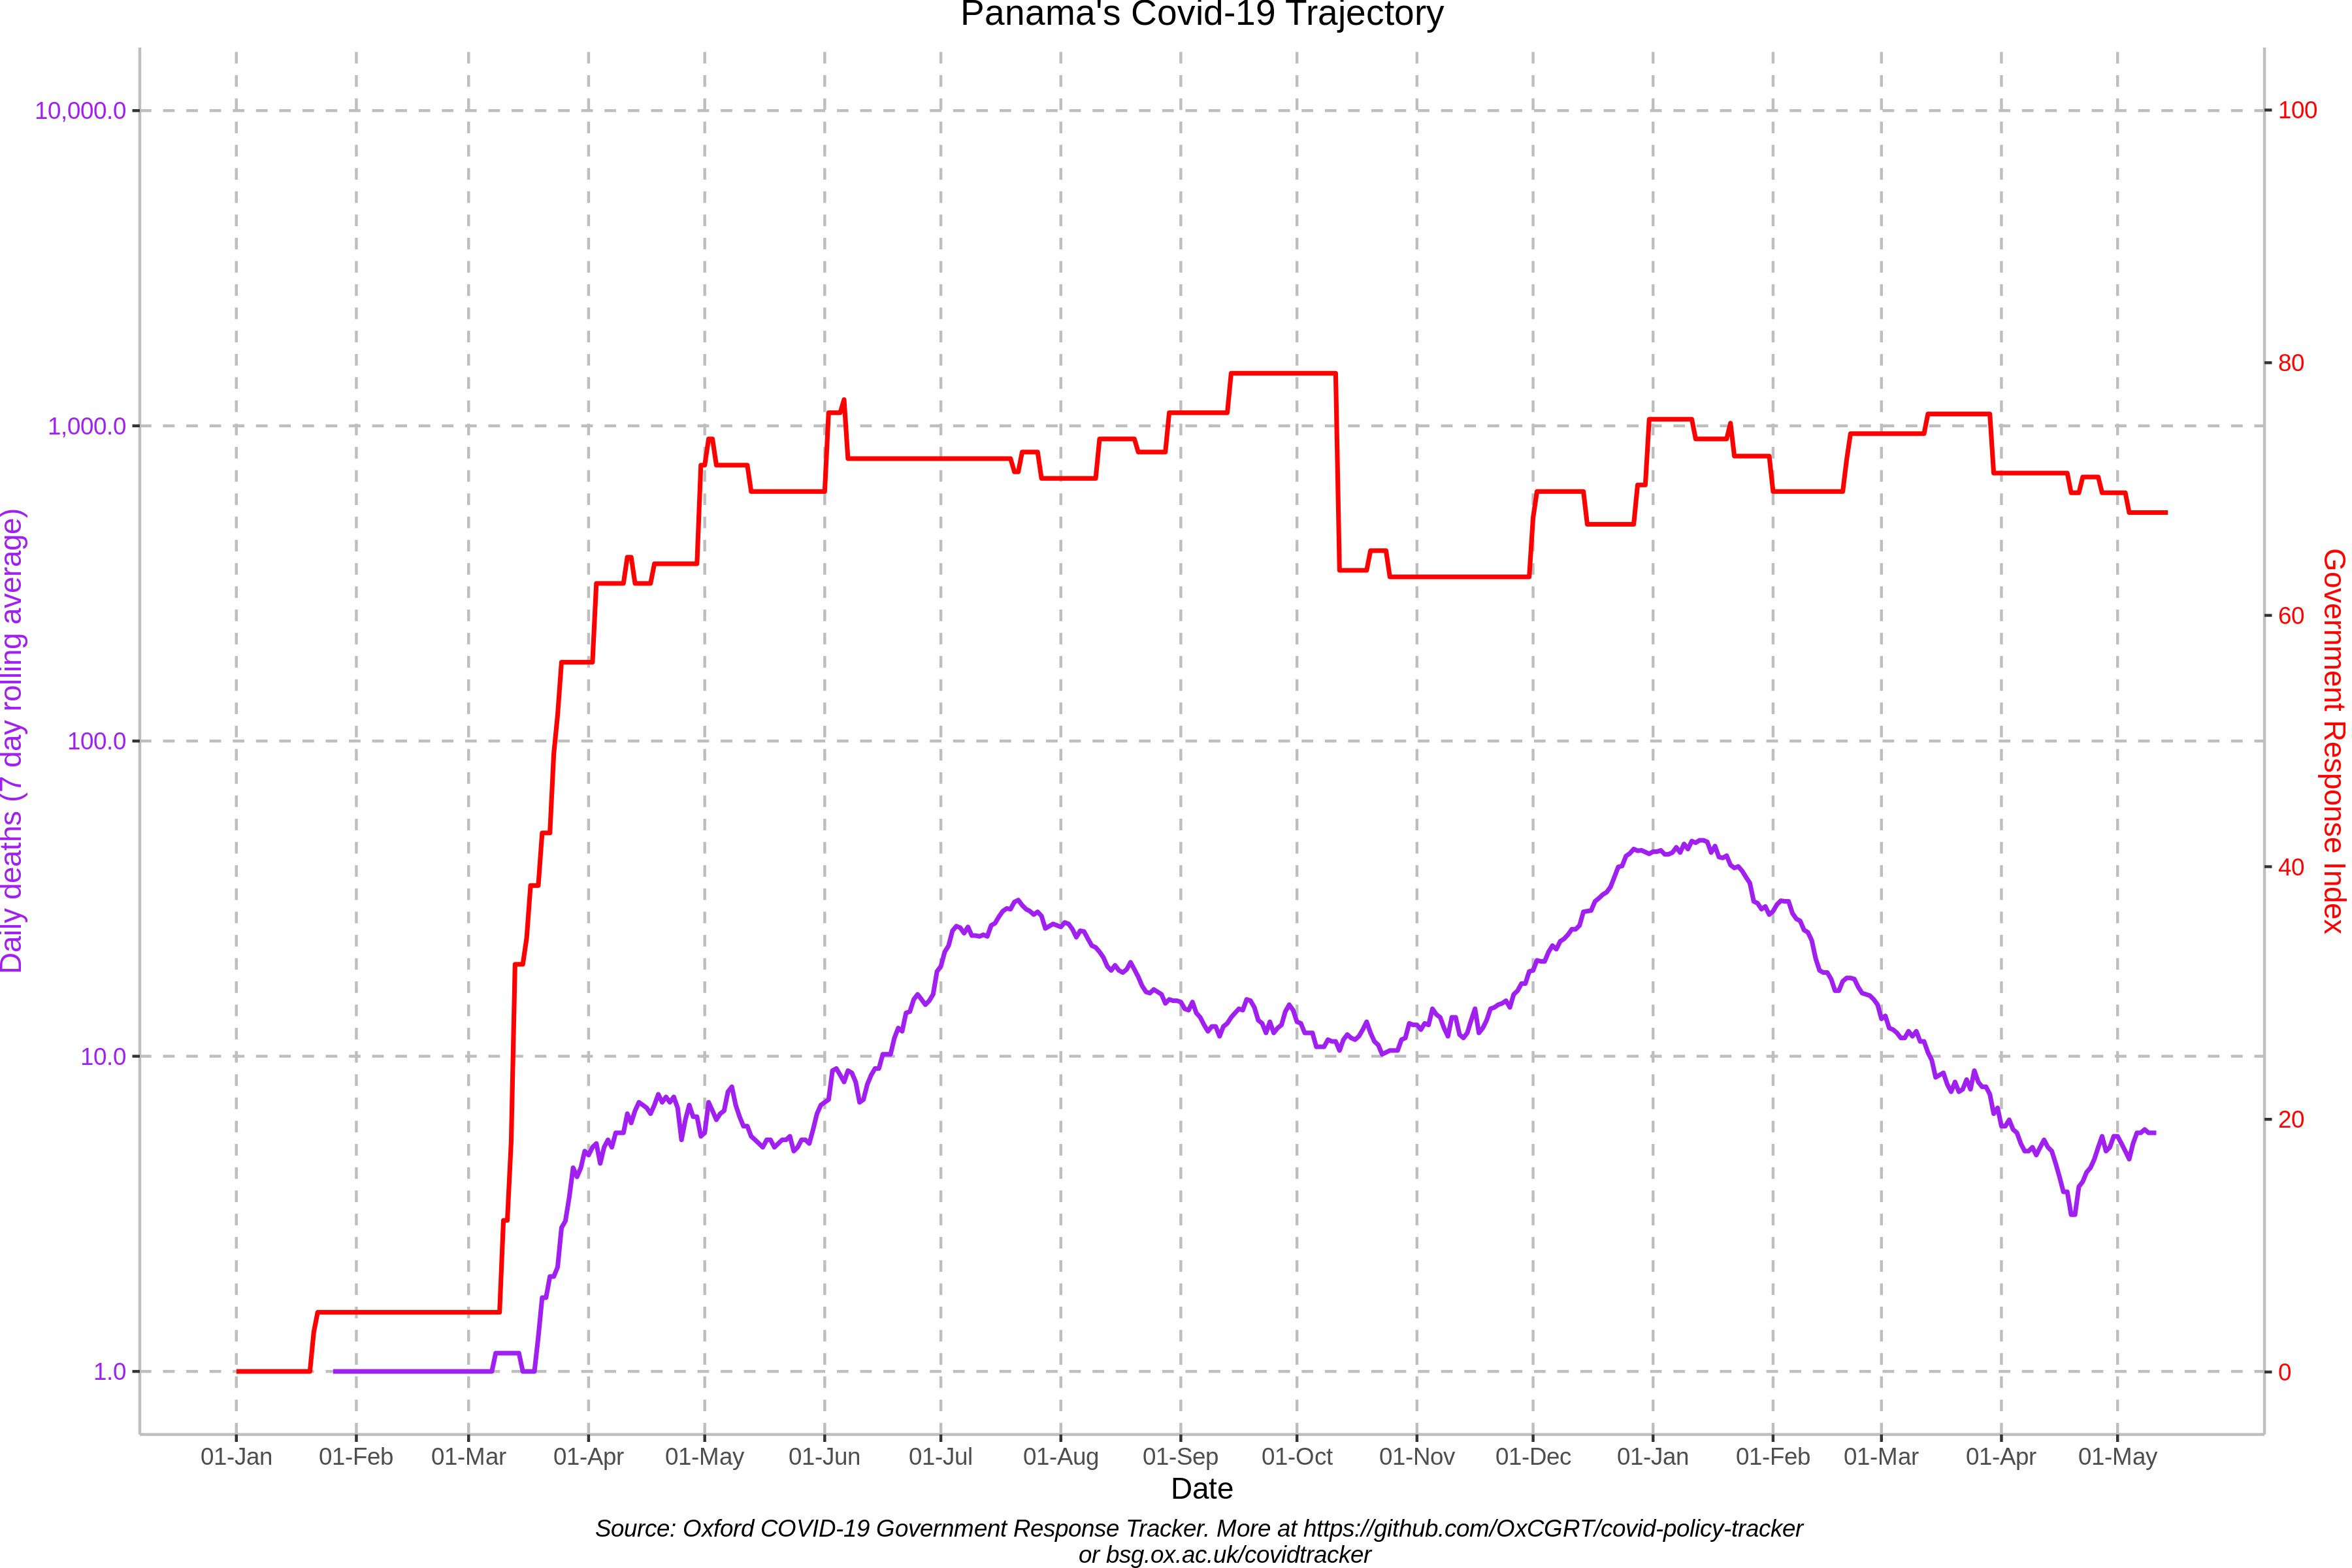 Panama's Covid-19 Trajectory
10,000.0
1,000.0
100.0
10.0
1.0
Daily deaths (7 day rolling average)
100
80
60
40
20
0
Government Response Index
01-Jan 01-Feb 01-Mar 01-Apr 01-May 01-Jun 01-Jul 01-Aug 01-Sep 01-Oct 01-Nov 01-Dec 01-Jan 01-Feb 01-Mar 01-Apr 01-May
Date
Source: Oxford COVID-19 Government Response Tracker. More at https://github.com/OxCGRT/covid-policy-tracker
or bsg.ox.ac.uk/covidtracker